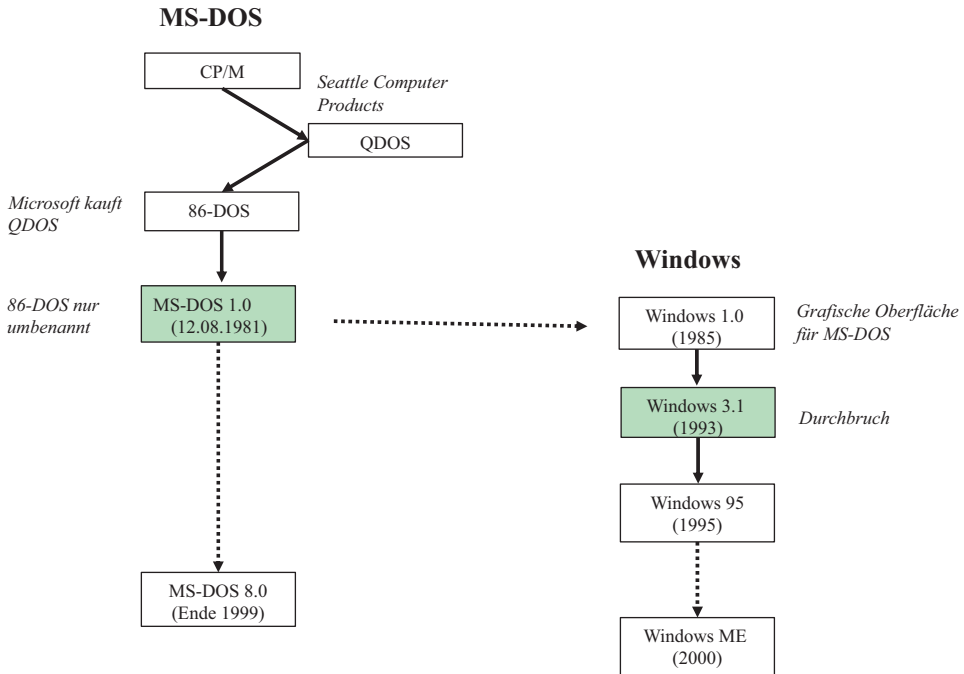 MS-DOS
CP/M
Seattle Computer
Products
QDOS
Microsoft kauft
QDOS
86-DOS
86-DOS nur
umbenannt
MS-DOS 1.0
(12.08.1981)
MS-DOS 8.0
(Ende 1999)
Windows
Windows 1.0
(1985)
Grafische Oberfläche
für MS-DOS
Windows 3.1
(1993)
Durchbruch
Windows 95
(1995)
Windows ME
(2000)